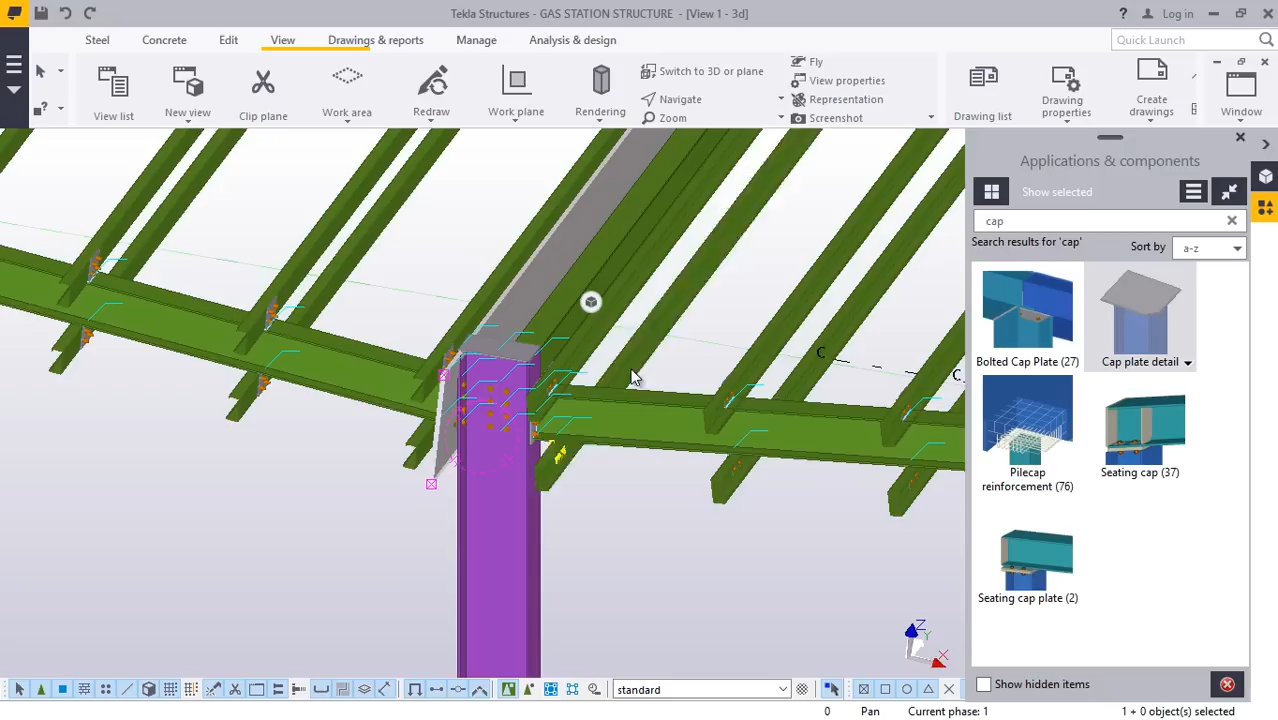 Tekla Structures - GAS STATION STRUCTURE - [View 1 - 3d]
? Log in
Steel Concrete Edit View Drawings & reports Manage Analysis & design
Quick Launch
View list
New view
Clip plane
Work area
Redraw
Work plane
Rendering
Switch to 3D or plane
Navigate
Zoom
Fly
View properties
Representation
Screenshot
Drawing list
Drawing properties
Create drawings
Window
Applications & components
Show selected
cap
Search results for 'cap'
Sort by a-z
Bolted Cap Plate (27)
Cap plate detail
Pilecap reinforcement (76)
Seating cap (37)
Seating cap plate (2)
C
C
Z
Y
X
Show hidden items
standard
0 Pan Current phase: 1 1 + 0 object(s) selected